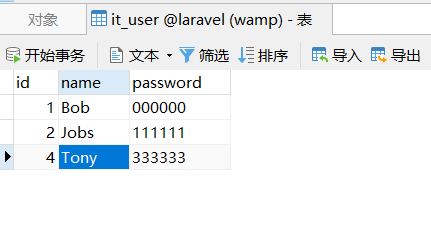 对象 it_user @laravel (wamp) - 表
开始事务 文本 筛选 排序 导入 导出
id name password
1 Bob 000000
2 Jobs 111111
4 Tony 333333